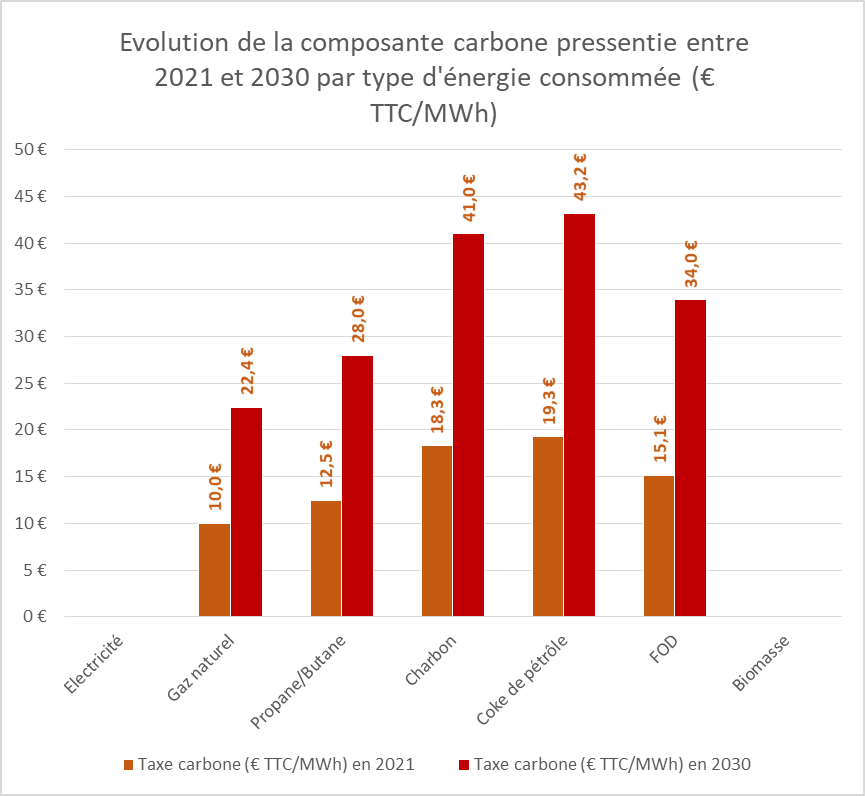 Evolution de la composante carbone pressentie entre
2021 et 2030 par type d'énergie consommée (€
TTC/MWh)
50 €
45 €
40 €
35 €
30 €
25 €
20 €
15 €
10 €
5 €
0 €
10,0 €
22,4 €
12,5 €
28,0 €
18,3 €
41,0 €
19,3 €
43,2 €
15,1 €
34,0 €
Electricité
Gaz naturel
Propane/Butane
Charbon
Coke de pétrôle
FOD
Biomasse
Taxe carbone (€ TTC/MWh) en 2021
Taxe carbone (€ TTC/MWh) en 2030